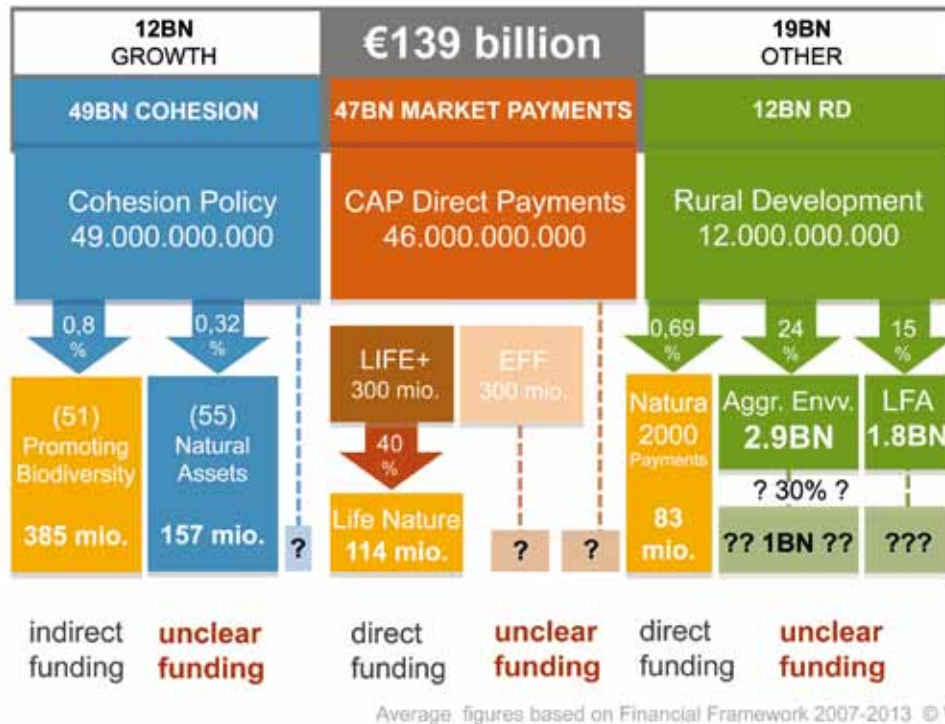 12BN
GROWTH
€139 billion
19BN
OTHER
49BN COHESION
47BN MARKET PAYMENTS
12BN RD
Cohesion Policy
49.000.000.000
CAP Direct Payments
46.000.000.000
Rural Development
12.000.000.000
0,8
%
0,32
%
LIFE+
300 mio.
EFF
300 mio.
0,69
%
24
%
15
%
(51)
Promoting
Biodiversity
385 mio.
(55)
Natural
Assets
157 mio.
?
40
%
Life Nature
114 mio.
?
?
Natura
2000
Payments
83
mio.
Aggr. Envv.
2.9BN
LFA
1.8BN
? 30% ?
?? 1BN ??
???
indirect
funding
unclear
funding
direct
funding
unclear
funding
direct
funding
unclear
funding
Average figures based on Financial Framework 2007-2013 ©